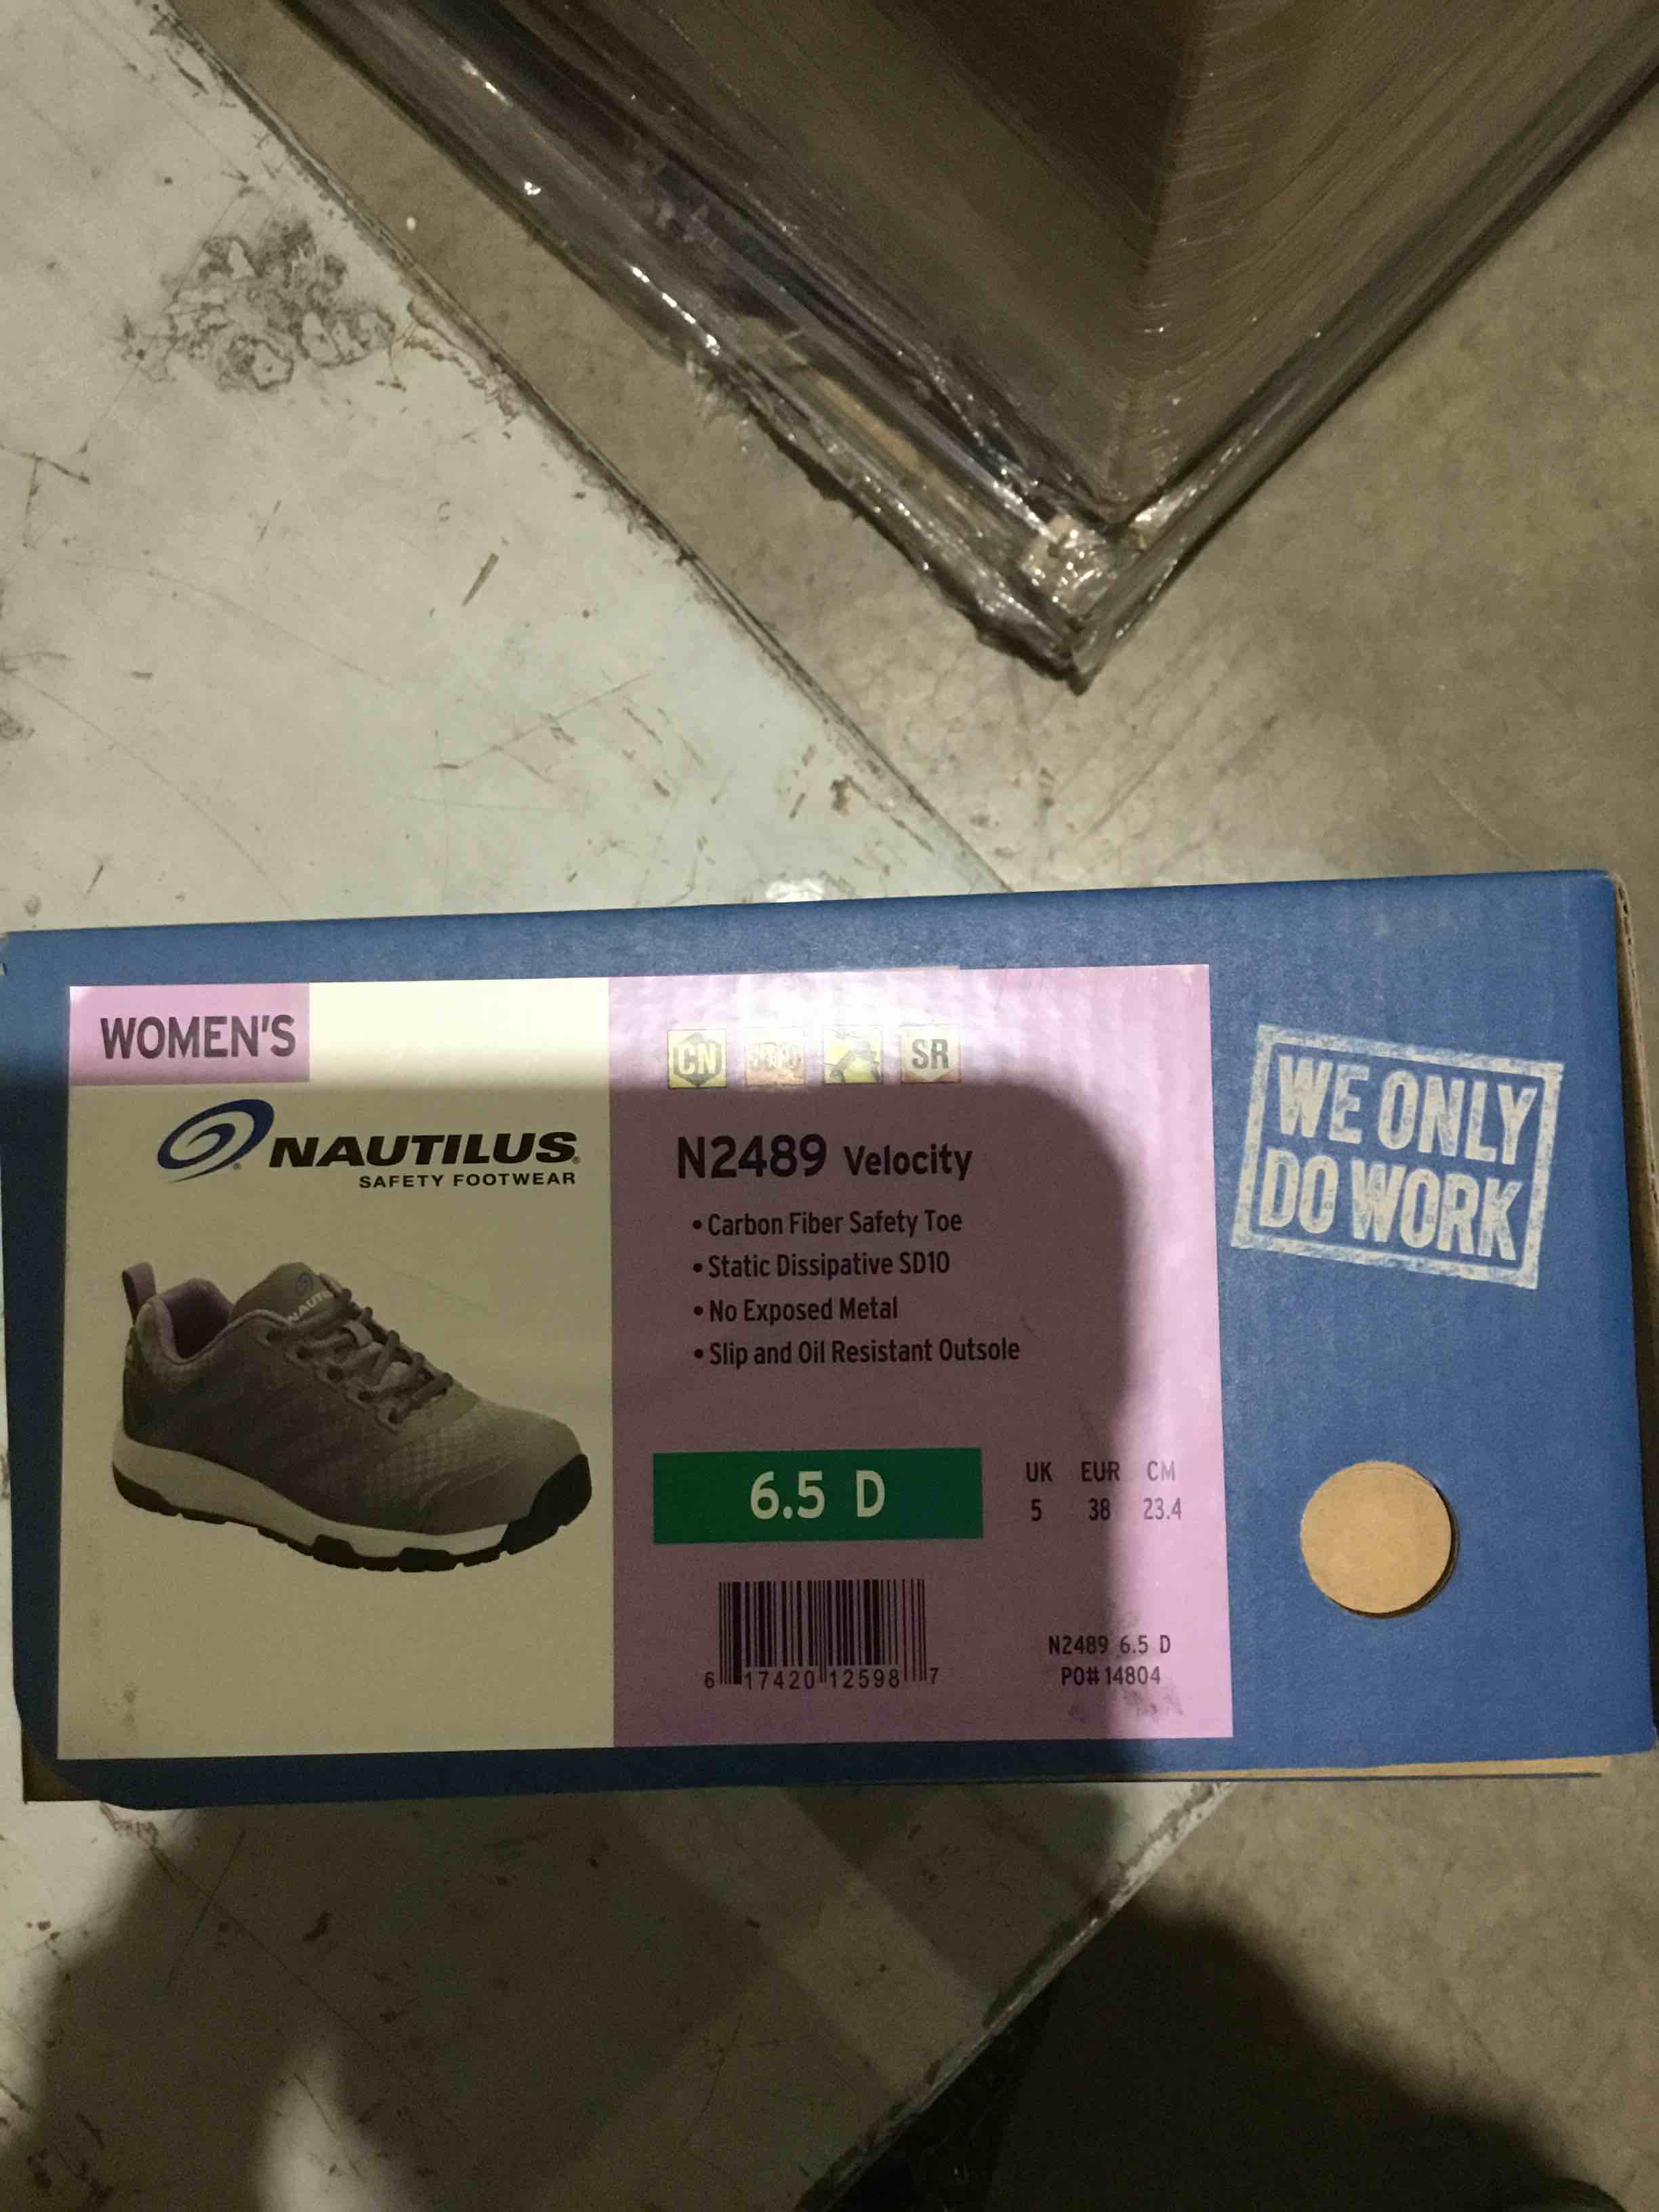 WOMEN'S
NAUTILUS
SAFETY FOOTWEAR
CN SD10 SR
N2489 Velocity
• Carbon Fiber Safety Toe
• Static Dissipative SD10
• No Exposed Metal
• Slip and Oil Resistant Outsole
6.5 D
UK EUR CM
5 38 23.4
6 17420 12598 7
N2489 6.5 D
PO# 14804
WE ONLY
DO WORK